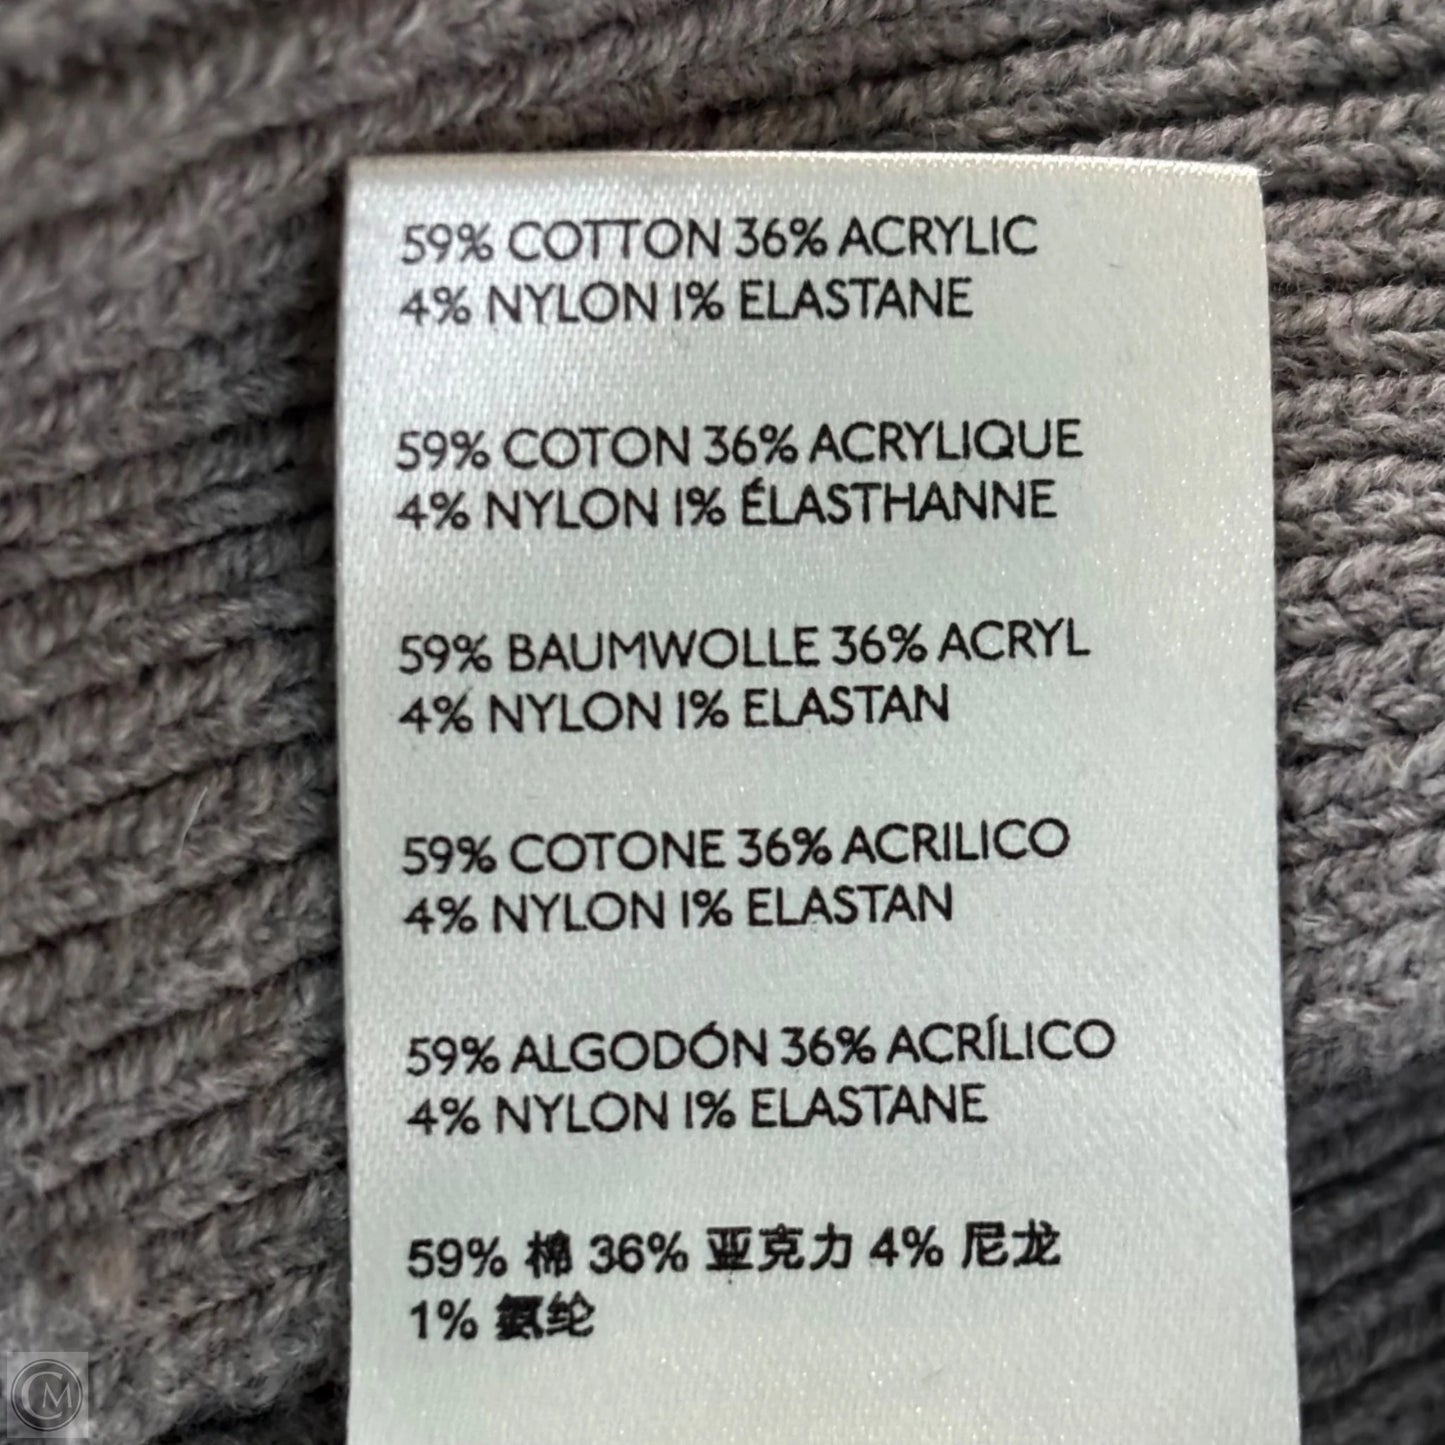 59% COTTON 36% ACRYLIC
4% NYLON 1% ELASTANE
59% COTON 36% ACRYLIQUE
4% NYLON 1% ÉLASTHANNE
59% BAUMWOLLE 36% ACRYL
4% NYLON 1% ELASTAN
59% COTONE 36% ACRILICO
4% NYLON 1% ELASTAN
59% ALGODÓN 36% ACRÍLICO
4% NYLON 1% ELASTANE
59% 棉 36% 亚克力 4% 尼龙
1% 氨纶
CM